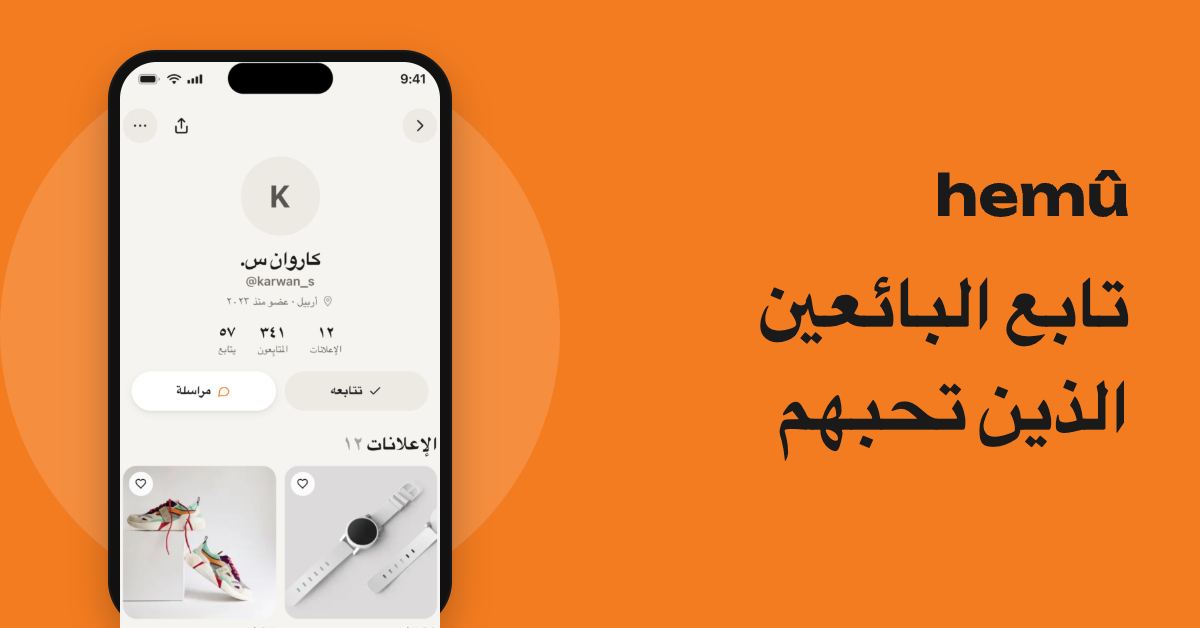 hemû
تابع البائعين
الذين تحبهم
9:41
K
كاروان س.
@karwan_s
أربيل · عضو منذ ٢٠٢٣
١٢ ٣٤١ ٥٧
الإعلانات المتابعون يتابع
تتابعه مراسلة
الإعلانات ١٢